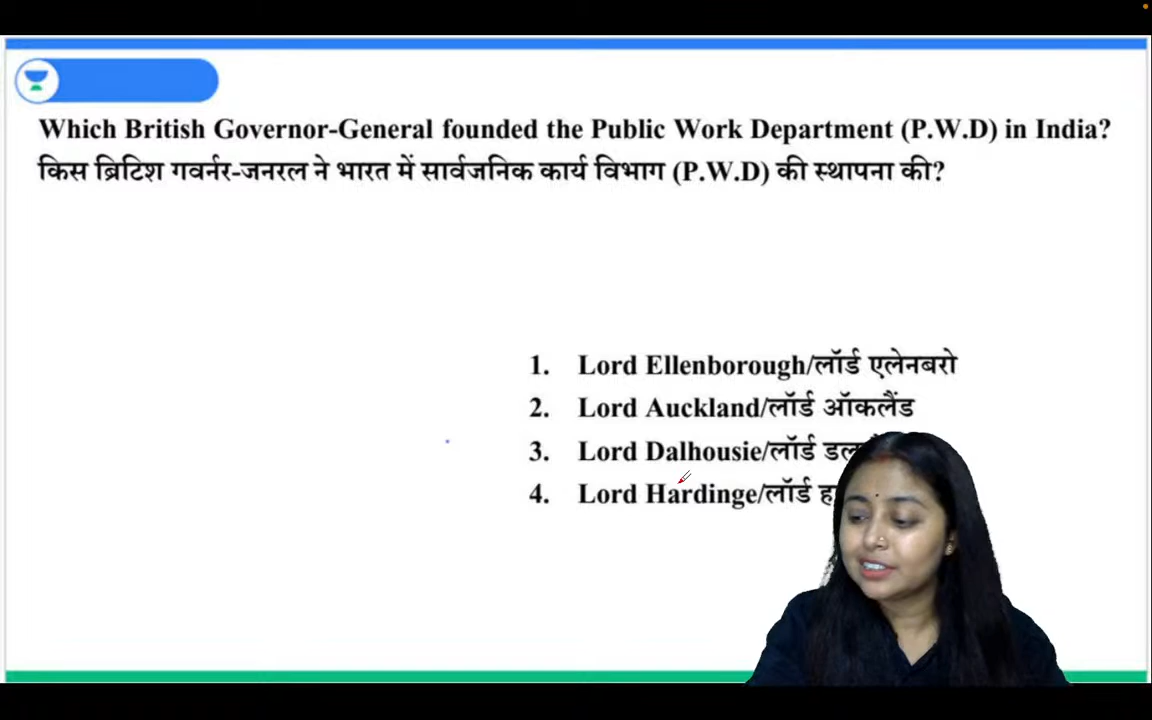 Which British Governor-General founded the Public Work Department (P.W.D) in India?
किस ब्रिटिश गवर्नर-जनरल ने भारत में सार्वजनिक कार्य विभाग (P.W.D) की स्थापना की?
1. Lord Ellenborough/लॉर्ड एलेनबरो
2. Lord Auckland/लॉर्ड ऑकलैंड
3. Lord Dalhousie/लॉर्ड
4. Lord Hardinge/लॉर्ड